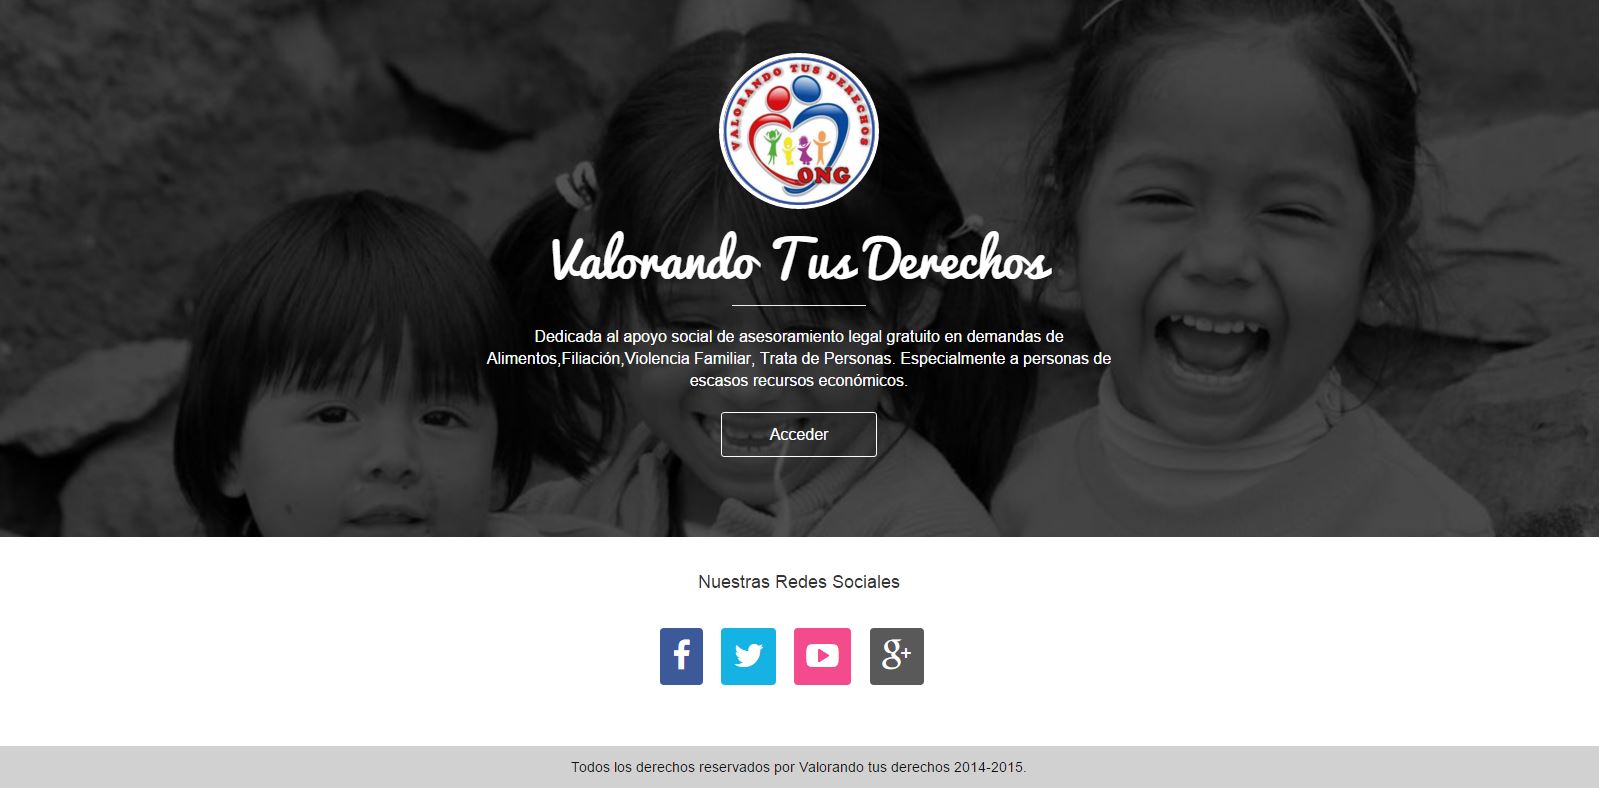 VALORANDO TUS DERECHOS
ONG
Valorando Tus Derechos
Dedicada al apoyo social de asesoramiento legal gratuito en demandas de
Alimentos,Filiación,Violencia Familiar, Trata de Personas. Especialmente a personas de
escasos recursos económicos.
Acceder
Nuestras Redes Sociales
Todos los derechos reservados por Valorando tus derechos 2014-2015.